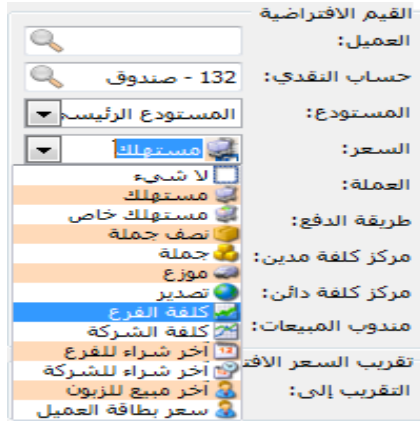 القيم الافتراضية
العميل:
حساب النقدي: 132 - صندوق
المستودع: المستودع الرئيسي
السعر: مستهلك
العملة: لا شيء
مستهلك
طريقة الدفع: مستهلك خاص
نصف جملة
مركز كلفة مدين: جملة
موزع
مركز كلفة دائن: تصدير
كلفة الفرع
مندوب المبيعات: كلفة الشركة
آخر شراء للفرع
تقريب السعر
آخر شراء للشركة
التقريب إلى: آخر مبيع للزبون
سعر بطاقة العميل